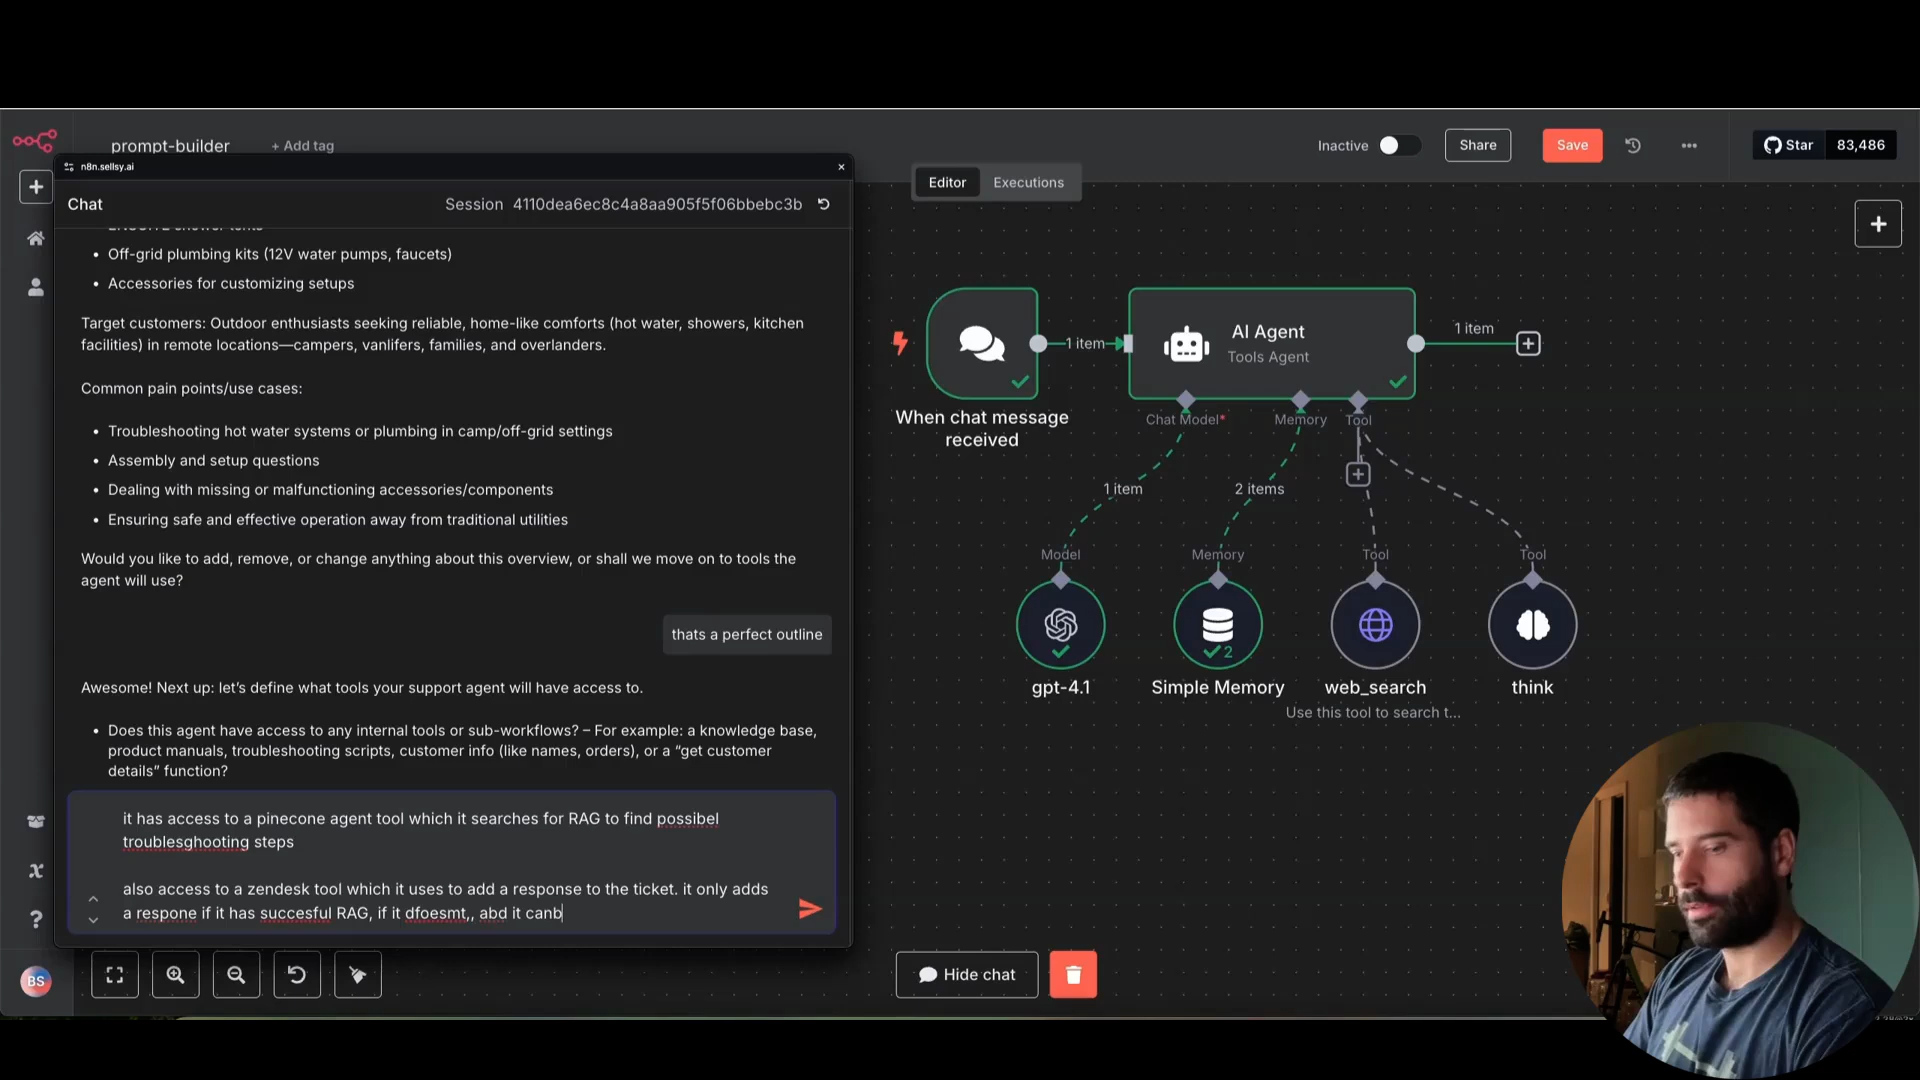 prompt-builder
+ Add tag
Inactive
Share
Save
Star
83,486
n8n.sellsy.ai
Editor
Executions
Chat
Session 4110dea6ec8c4a8aa905f5f06bbebc3b
• Off-grid plumbing kits (12V water pumps, faucets)
• Accessories for customizing setups
Target customers: Outdoor enthusiasts seeking reliable, home-like comforts (hot water, showers, kitchen
facilities) in remote locations—campers, vanlifers, families, and overlanders.
Common pain points/use cases:
• Troubleshooting hot water systems or plumbing in camp/off-grid settings
• Assembly and setup questions
• Dealing with missing or malfunctioning accessories/components
• Ensuring safe and effective operation away from traditional utilities
Would you like to add, remove, or change anything about this overview, or shall we move on to tools the
agent will use?
thats a perfect outline
Awesome! Next up: let’s define what tools your support agent will have access to.
• Does this agent have access to any internal tools or sub-workflows? – For example: a knowledge base,
product manuals, troubleshooting scripts, customer info (like names, orders), or a “get customer
details” function?
it has access to a pinecone agent tool which it searches for RAG to find possibel
troublesghooting steps
also access to a zendesk tool which it uses to add a response to the ticket. it only adds
a respone if it has succesful RAG, if it dfoesmt,, abd it canb
BS
When chat message
received
1 item
AI Agent
Tools Agent
1 item
Chat Model*
Memory
Tool
1 item
2 items
Model
Memory
Tool
Tool
2
gpt-4.1
Simple Memory
web_search
think
Use this tool to search t...
Hide chat